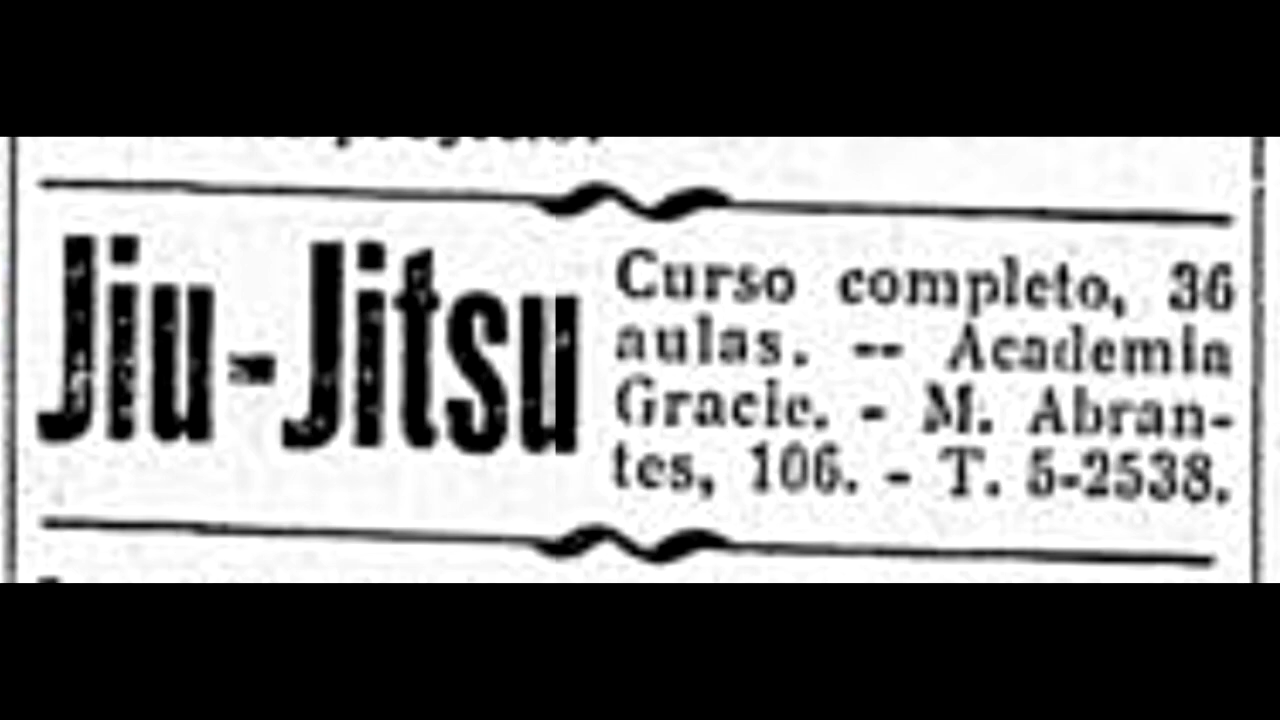 Jiu-Jitsu
Curso completo, 36
aulas. -- Academia
Gracie. - M. Abran-
tes, 106. - T. 5-2538.